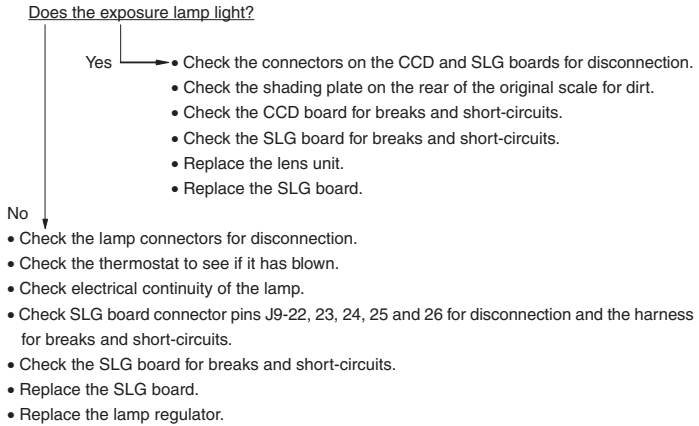 Does the exposure lamp light?
Yes
• Check the connectors on the CCD and SLG boards for disconnection.
• Check the shading plate on the rear of the original scale for dirt.
• Check the CCD board for breaks and short-circuits.
• Check the SLG board for breaks and short-circuits.
• Replace the lens unit.
• Replace the SLG board.
No
• Check the lamp connectors for disconnection.
• Check the thermostat to see if it has blown.
• Check electrical continuity of the lamp.
• Check SLG board connector pins J9-22, 23, 24, 25 and 26 for disconnection and the harness
for breaks and short-circuits.
• Check the SLG board for breaks and short-circuits.
• Replace the SLG board.
• Replace the lamp regulator.